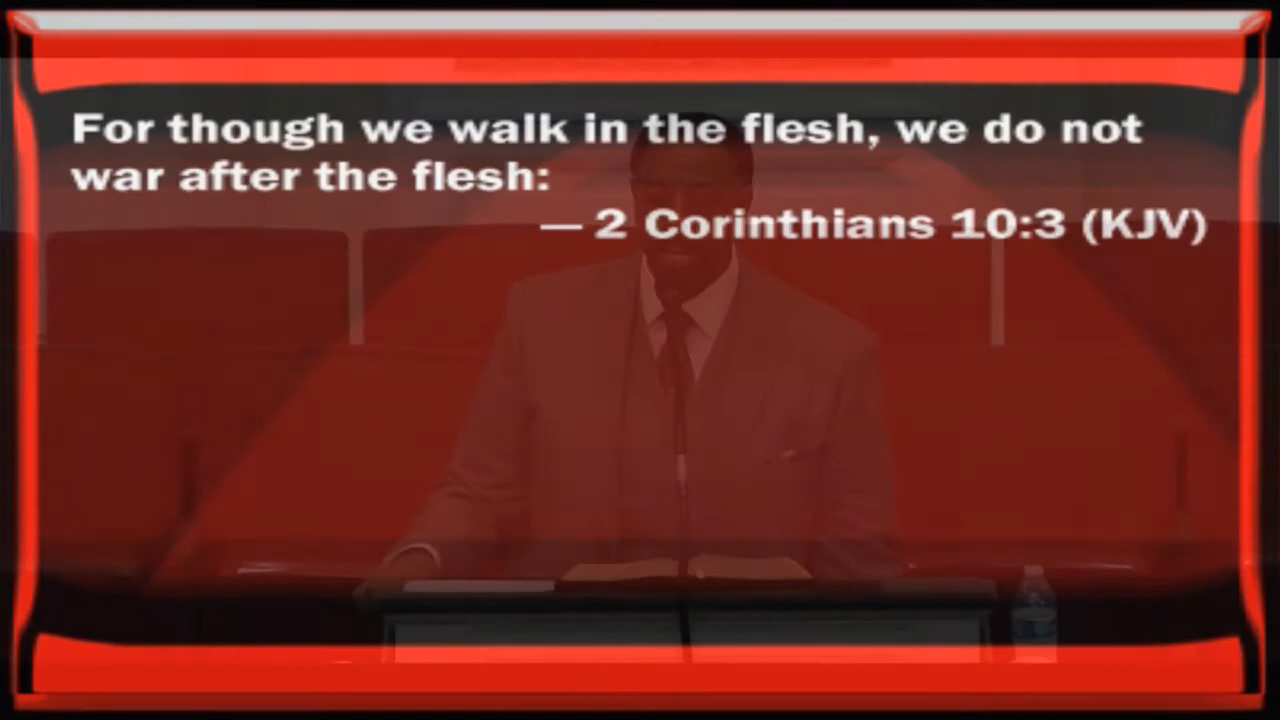 For though we walk in the flesh, we do not
war after the flesh:
— 2 Corinthians 10:3 (KJV)